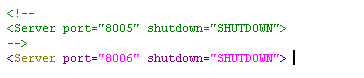 <!--
<Server port="8005" shutdown="SHUTDOWN">
-->
<Server port="8006" shutdown="SHUTDOWN">